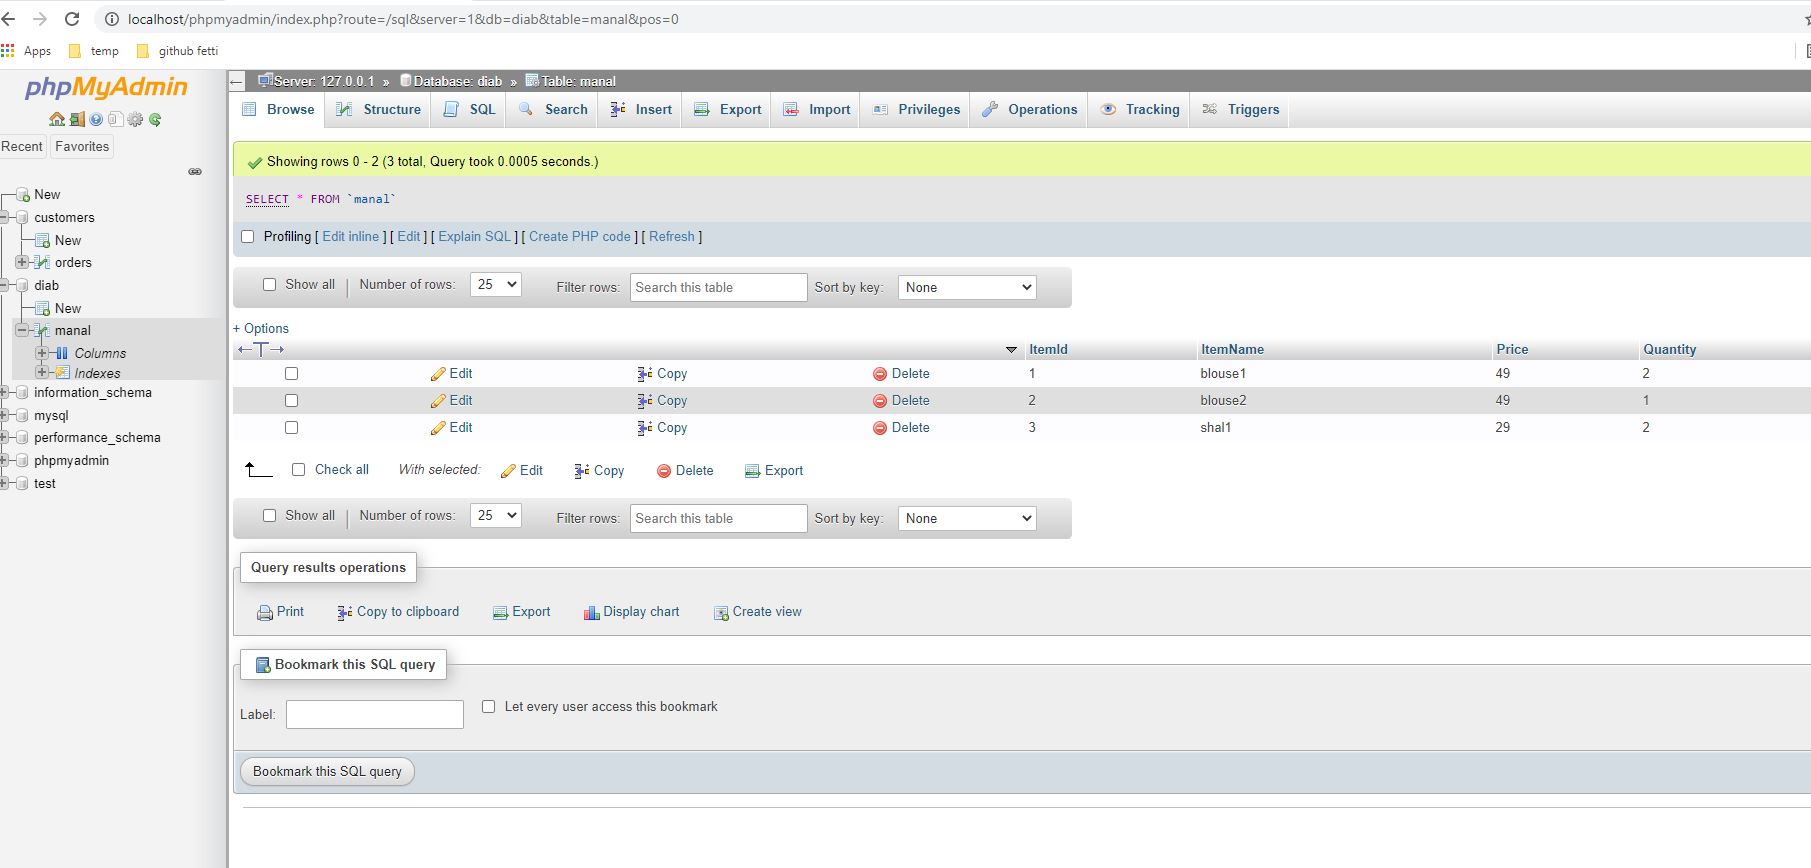 localhost/phpmyadmin/index.php?route=/sql&server=1&db=diab&table=manal&pos=0
Apps temp github fetti
phpMyAdmin
Recent Favorites
New
customers
New
orders
diab
New
manal
Columns
Indexes
information_schema
mysql
performance_schema
phpmyadmin
test
Server: 127.0.0.1 » Database: diab » Table: manal
Browse Structure SQL Search Insert Export Import Privileges Operations Tracking Triggers
Showing rows 0 - 2 (3 total, Query took 0.0005 seconds.)
SELECT * FROM `manal`
Profiling [ Edit inline ] [ Edit ] [ Explain SQL ] [ Create PHP code ] [ Refresh ]
Show all | Number of rows: 25 Filter rows: Search this table Sort by key: None
+ Options
←T→ ItemId ItemName Price Quantity
Edit Copy Delete 1 blouse1 49 2
Edit Copy Delete 2 blouse2 49 1
Edit Copy Delete 3 shal1 29 2
Check all With selected: Edit Copy Delete Export
Show all | Number of rows: 25 Filter rows: Search this table Sort by key: None
Query results operations
Print Copy to clipboard Export Display chart Create view
Bookmark this SQL query
Label: Let every user access this bookmark
Bookmark this SQL query